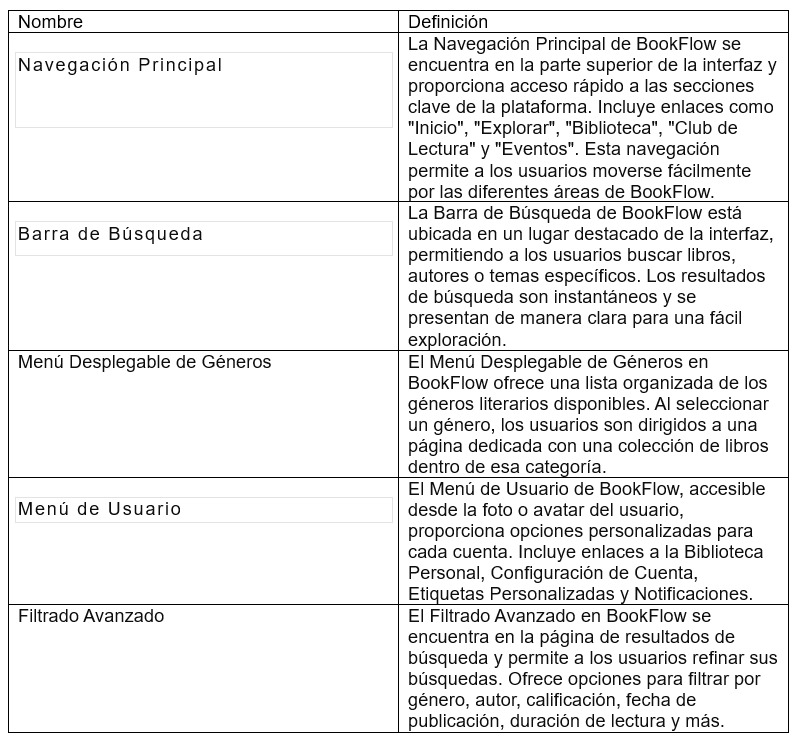 Nombre
Definición
Navegación Principal
La Navegación Principal de BookFlow se
encuentra en la parte superior de la interfaz y
proporciona acceso rápido a las secciones
clave de la plataforma. Incluye enlaces como
"Inicio", "Explorar", "Biblioteca", "Club de
Lectura" y "Eventos". Esta navegación
permite a los usuarios moverse fácilmente
por las diferentes áreas de BookFlow.
Barra de Búsqueda
La Barra de Búsqueda de BookFlow está
ubicada en un lugar destacado de la interfaz,
permitiendo a los usuarios buscar libros,
autores o temas específicos. Los resultados
de búsqueda son instantáneos y se
presentan de manera clara para una fácil
exploración.
Menú Desplegable de Géneros
El Menú Desplegable de Géneros en
BookFlow ofrece una lista organizada de los
géneros literarios disponibles. Al seleccionar
un género, los usuarios son dirigidos a una
página dedicada con una colección de libros
dentro de esa categoría.
Menú de Usuario
El Menú de Usuario de BookFlow, accesible
desde la foto o avatar del usuario,
proporciona opciones personalizadas para
cada cuenta. Incluye enlaces a la Biblioteca
Personal, Configuración de Cuenta,
Etiquetas Personalizadas y Notificaciones.
Filtrado Avanzado
El Filtrado Avanzado en BookFlow se
encuentra en la página de resultados de
búsqueda y permite a los usuarios refinar sus
búsquedas. Ofrece opciones para filtrar por
género, autor, calificación, fecha de
publicación, duración de lectura y más.